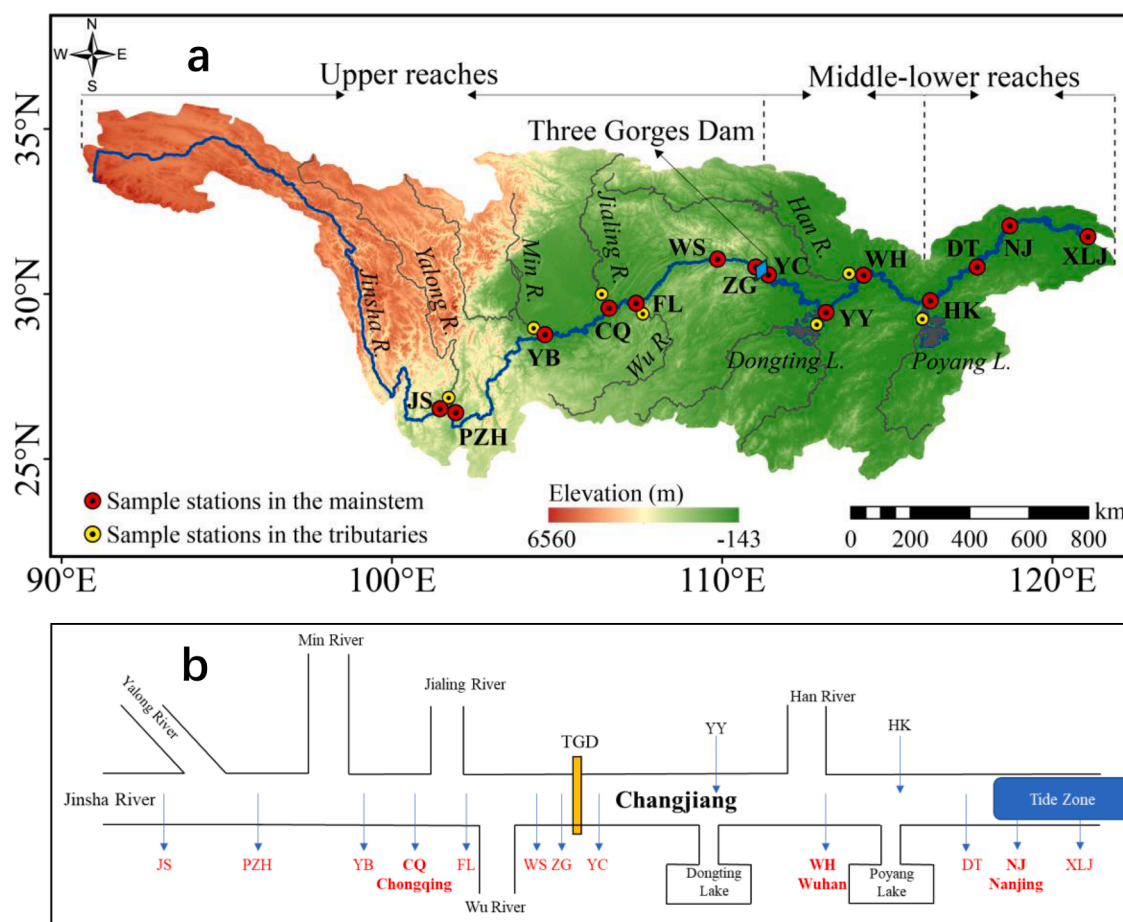 N
W E
S
a
Upper reaches
Middle-lower reaches
Three Gorges Dam
35°N
30°N
25°N
Jinsha R
Yalong R.
Min R.
Jialing R.
Wu R.
Han R.
Dongting L.
Poyang L.
JS
PZH
YB
CQ
FL
WS
ZG
YC
YY
WH
HK
DT
NJ
XLJ
Sample stations in the mainstem
Sample stations in the tributaries
Elevation (m)
6560 -143
km
0 200 400 600 800
90°E 100°E 110°E 120°E
b
Yalong River
Min River
Jialing River
TGD
YY
Han River
HK
Jinsha River
Changjiang
Tide Zone
JS
PZH
YB
CQ
Chongqing
FL
Wu River
WS
ZG
YC
Dongting
Lake
WH
Wuhan
Poyang
Lake
DT
NJ
Nanjing
XLJ